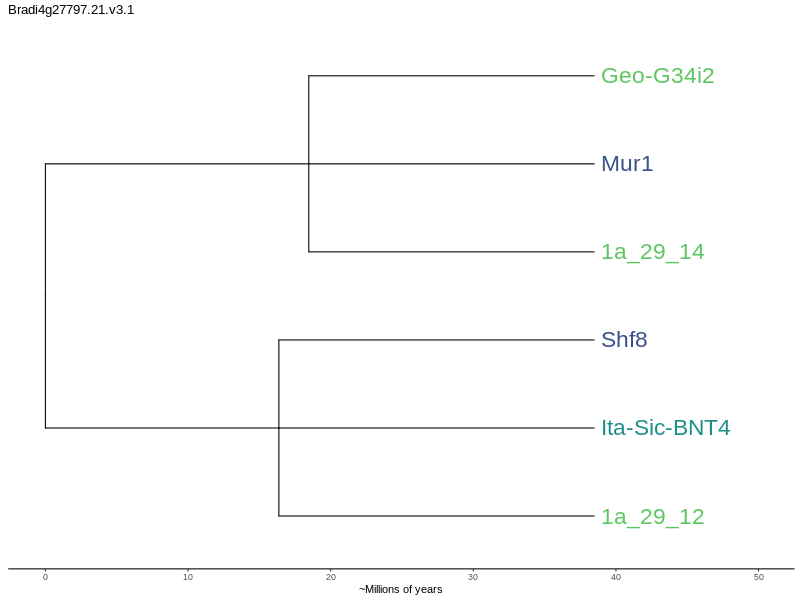 Bradi4g27797.21.v3.1
Geo-G34i2
Mur1
1a_29_14
Shf8
Ita-Sic-BNT4
1a_29_12
0 10 20 30 40 50
~Millions of years